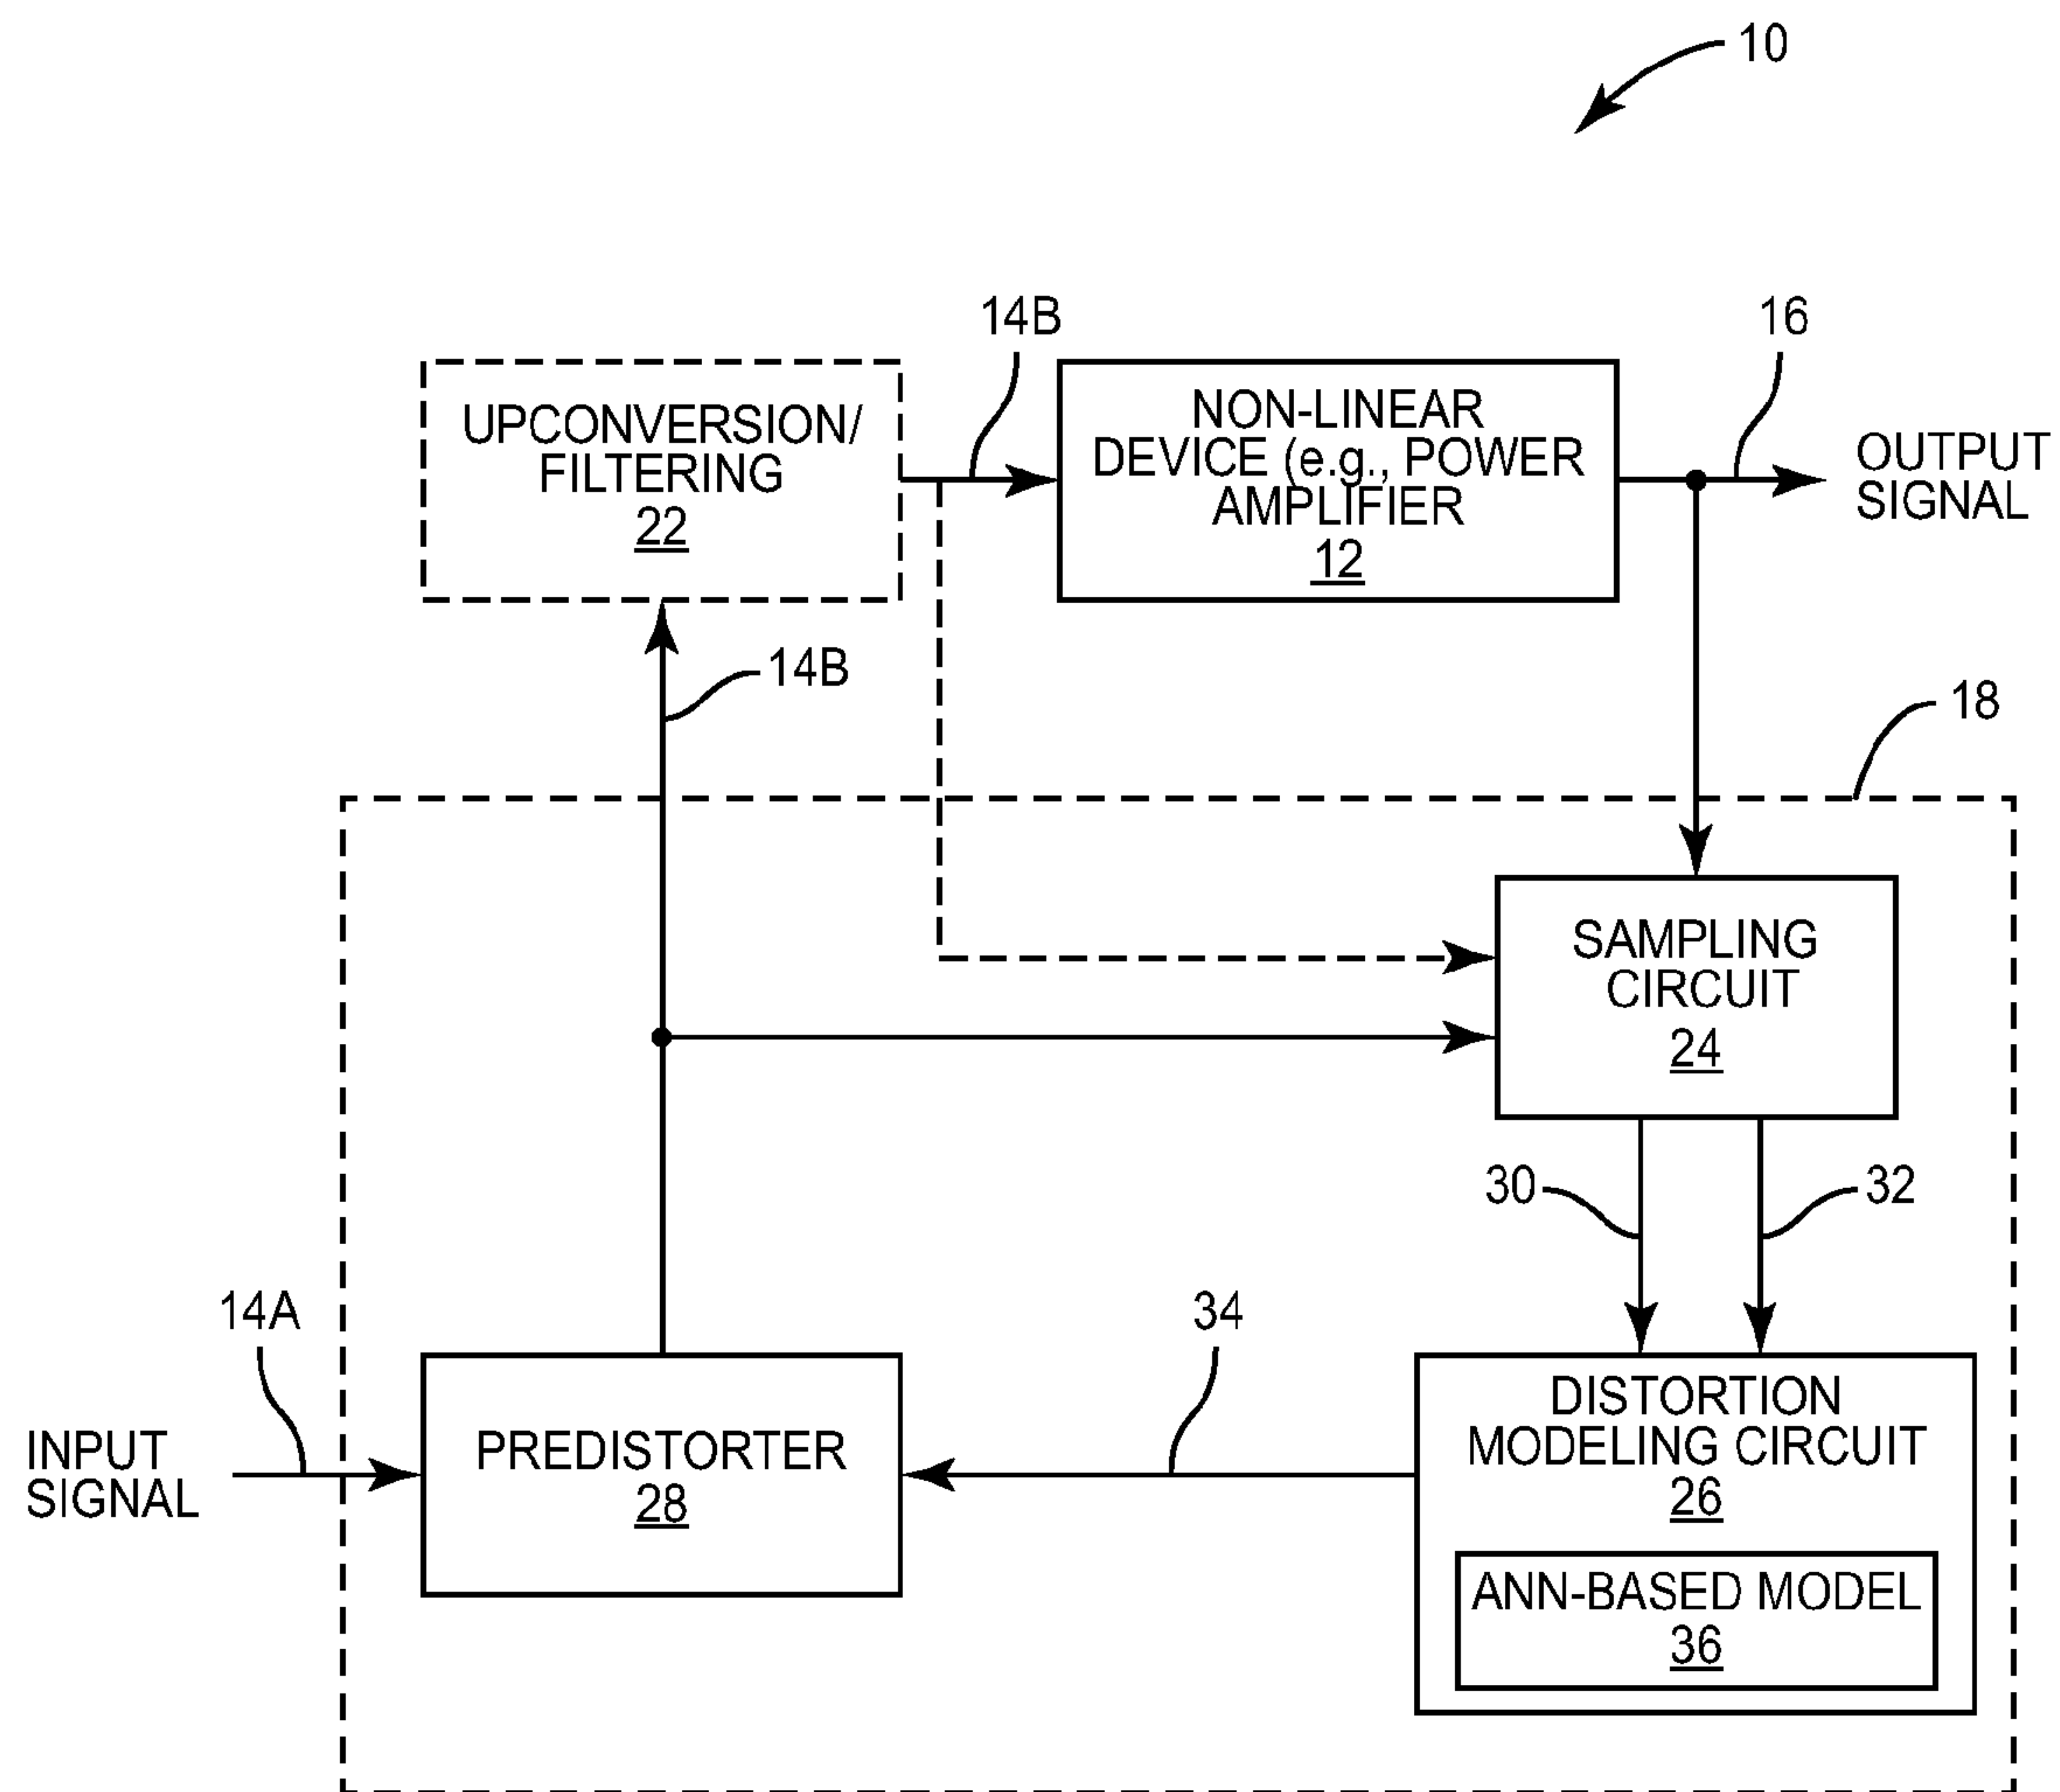 10
14B
16
UPCONVERSION/
FILTERING
22
NON-LINEAR
DEVICE (e.g., POWER
AMPLIFIER
12
OUTPUT
SIGNAL
14B
18
SAMPLING
CIRCUIT
24
30
32
14A
34
INPUT
SIGNAL
PREDISTORTER
28
DISTORTION
MODELING CIRCUIT
26
ANN-BASED MODEL
36